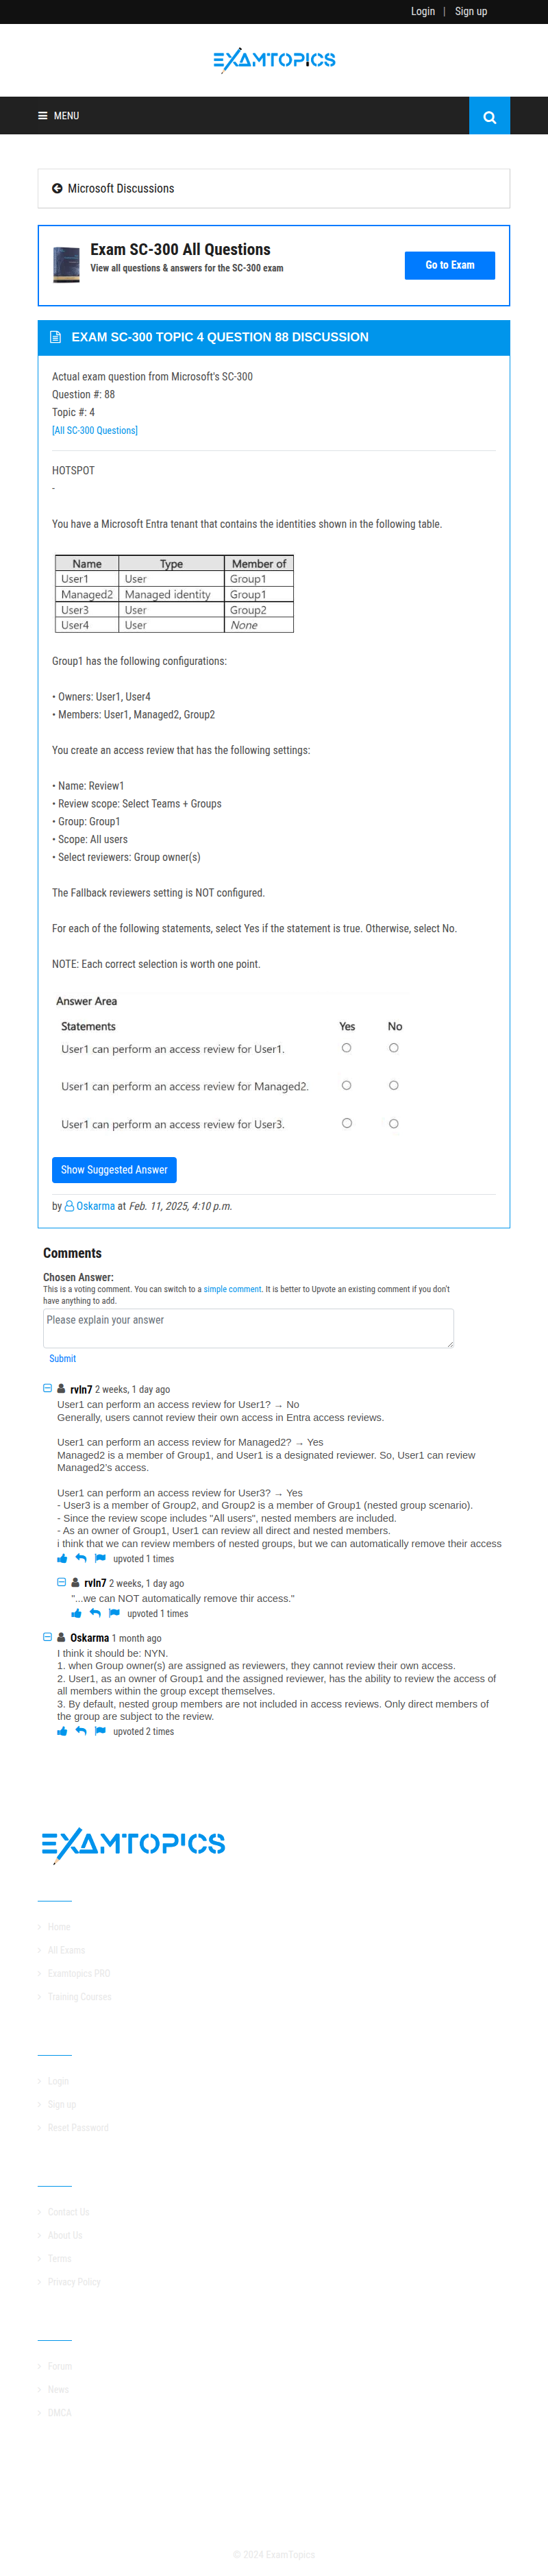 Login | Sign up
EXAMTOPICS
MENU
Microsoft Discussions
Exam SC-300 All Questions
View all questions & answers for the SC-300 exam
Go to Exam
EXAM SC-300 TOPIC 4 QUESTION 88 DISCUSSION
Actual exam question from Microsoft's SC-300
Question #: 88
Topic #: 4
[All SC-300 Questions]
HOTSPOT
-
You have a Microsoft Entra tenant that contains the identities shown in the following table.
Name Type Member of
User1 User Group1
Managed2 Managed identity Group1
User3 User Group2
User4 User None
Group1 has the following configurations:
• Owners: User1, User4
• Members: User1, Managed2, Group2
You create an access review that has the following settings:
• Name: Review1
• Review scope: Select Teams + Groups
• Group: Group1
• Scope: All users
• Select reviewers: Group owner(s)
The Fallback reviewers setting is NOT configured.
For each of the following statements, select Yes if the statement is true. Otherwise, select No.
NOTE: Each correct selection is worth one point.
Answer Area
Statements Yes No
User1 can perform an access review for User1.
User1 can perform an access review for Managed2.
User1 can perform an access review for User3.
Show Suggested Answer
by Oskarma at Feb. 11, 2025, 4:10 p.m.
Comments
Chosen Answer:
This is a voting comment. You can switch to a simple comment. It is better to Upvote an existing comment if you don't
have anything to add.
Please explain your answer
Submit
rvln7 2 weeks, 1 day ago
User1 can perform an access review for User1? → No
Generally, users cannot review their own access in Entra access reviews.
User1 can perform an access review for Managed2? → Yes
Managed2 is a member of Group1, and User1 is a designated reviewer. So, User1 can review
Managed2's access.
User1 can perform an access review for User3? → Yes
- User3 is a member of Group2, and Group2 is a member of Group1 (nested group scenario).
- Since the review scope includes "All users", nested members are included.
- As an owner of Group1, User1 can review all direct and nested members.
i think that we can review members of nested groups, but we can automatically remove their access
upvoted 1 times
rvln7 2 weeks, 1 day ago
"...we can NOT automatically remove thir access."
upvoted 1 times
Oskarma 1 month ago
I think it should be: NYN.
1. when Group owner(s) are assigned as reviewers, they cannot review their own access.
2. User1, as an owner of Group1 and the assigned reviewer, has the ability to review the access of
all members within the group except themselves.
3. By default, nested group members are not included in access reviews. Only direct members of
the group are subject to the review.
upvoted 2 times
EXAMTOPICS
Home
All Exams
Examtopics PRO
Training Courses
Login
Sign up
Reset Password
Contact Us
About Us
Terms
Privacy Policy
Forum
News
DMCA
© 2024 ExamTopics